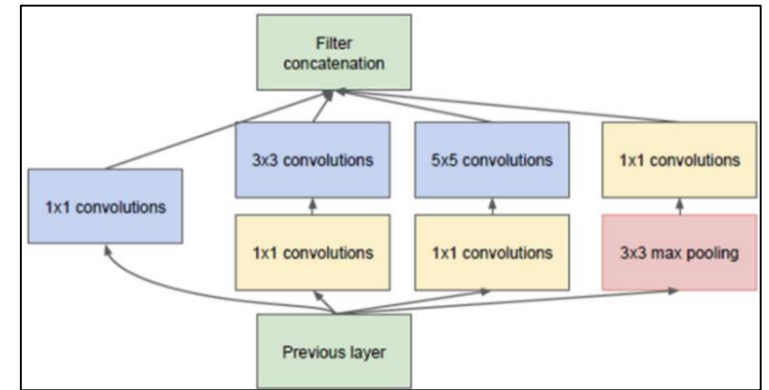 Filter
concatenation
3x3 convolutions
5x5 convolutions
1x1 convolutions
1x1 convolutions
1x1 convolutions
1x1 convolutions
3x3 max pooling
Previous layer